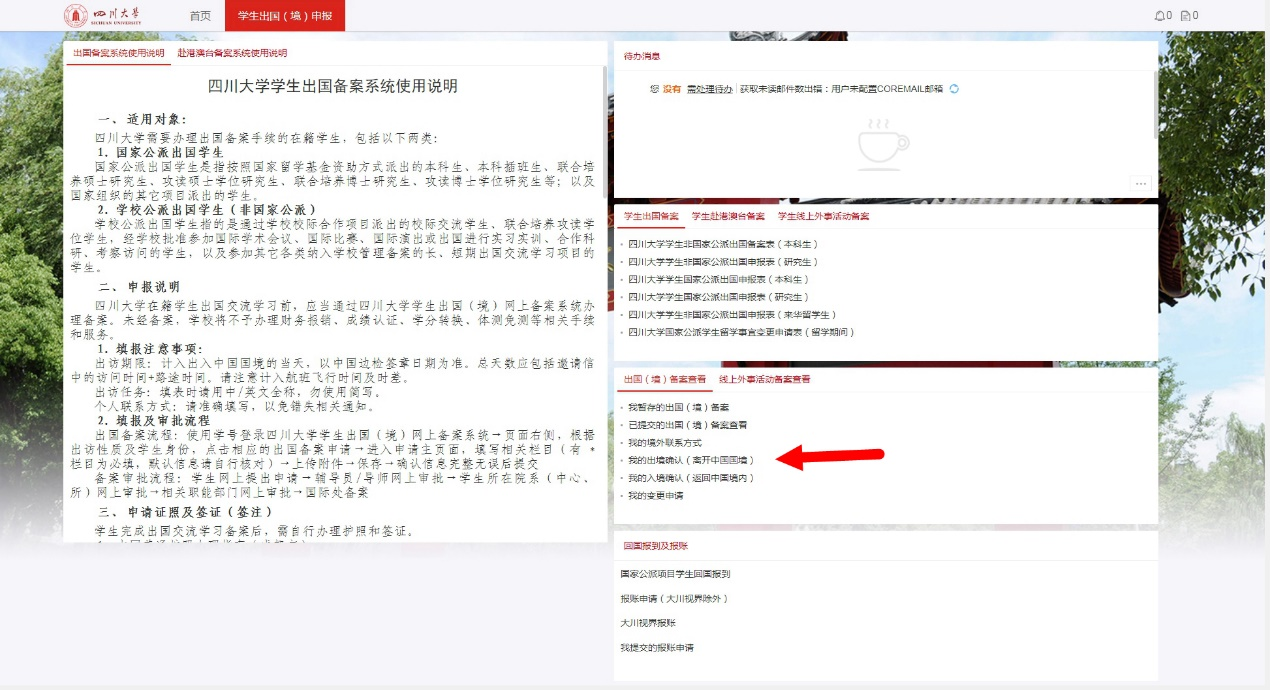 四川大学
SICHUAN UNIVERSITY
首页
学生出国（境）申报
0
0
出国备案系统使用说明
赴港澳台备案系统使用说明
四川大学学生出国备案系统使用说明
一、 适用对象：
四川大学需要办理出国备案手续的在籍学生，包括以下两类：
1. 国家公派出国学生
国家公派出国学生是指按照国家留学基金资助方式派出的本科生、本科插班生、联合培
养硕士研究生、攻读硕士学位研究生、联合培养博士研究生、攻读博士学位研究生等；以及
国家组织的其它项目派出的学生。
2. 学校公派出国学生（非国家公派）
学校公派出国学生指的是通过学校校际合作项目派出的校际交流学生、联合培养攻读学
位学生，经学校批准参加国际学术会议、国际比赛、国际演出或出国进行实习实训、合作科
研、考察访问的学生，以及参加其它各类纳入学校管理备案的长、短期出国交流学习项目的
学生。
二、 申报说明
四川大学在籍学生出国交流学习前，应当通过四川大学学生出国（境）网上备案系统办
理备案。未经备案，学校将不予办理财务报销、成绩认证、学分转换、体测免测等相关手续
和服务。
1. 填报注意事项：
出访期限：计入出入中国国境的当天，以中国边检签章日期为准。总天数应包括邀请信
中的访问时间+路途时间。请注意计入航班飞行时间及时差。
出访任务：填表时请用中/英文全称，勿使用简写。
个人联系方式：请准确填写，以免错失相关通知。
2. 填报及审批流程
出国备案流程：使用学号登录四川大学学生出国（境）网上备案系统→页面右侧，根据
出访性质及学生身份，点击相应的出国备案申请→进入申请主页面，填写相关栏目（有 *
栏目为必填，默认信息请自行核对）→上传附件→保存→确认信息完整无误后提交
备案审批流程：学生网上提出申请→辅导员/导师网上审批→学生所在院系（中心、
所）网上审批→相关职能部门网上审批→国际处备案
三、 申请证照及签证（签注）
学生完成出国交流学习备案后，需自行办理护照和签证。
待办消息
您 没有 需处理待办 获取未读邮件数出错：用户未配置COREMAIL邮箱
...
学生出国备案
学生赴港澳台备案
学生线上外事活动备案
四川大学学生非国家公派出国备案表（本科生）
四川大学学生非国家公派出国申报表（研究生）
四川大学学生国家公派出国申报表（本科生）
四川大学学生国家公派出国申报表（研究生）
四川大学学生非国家公派出国申报表（来华留学生）
四川大学国家公派学生留学事宜变更申请表（留学期间）
出国（境）备案查看
线上外事活动备案查看
我暂存的出国（境）备案
已提交的出国（境）备案查看
我的境外联系方式
我的出境确认（离开中国国境）
我的入境确认（返回中国境内）
我的变更申请
回国报到及报账
国家公派项目学生回国报到
报账申请（大川视界除外）
大川视界报账
我提交的报账申请